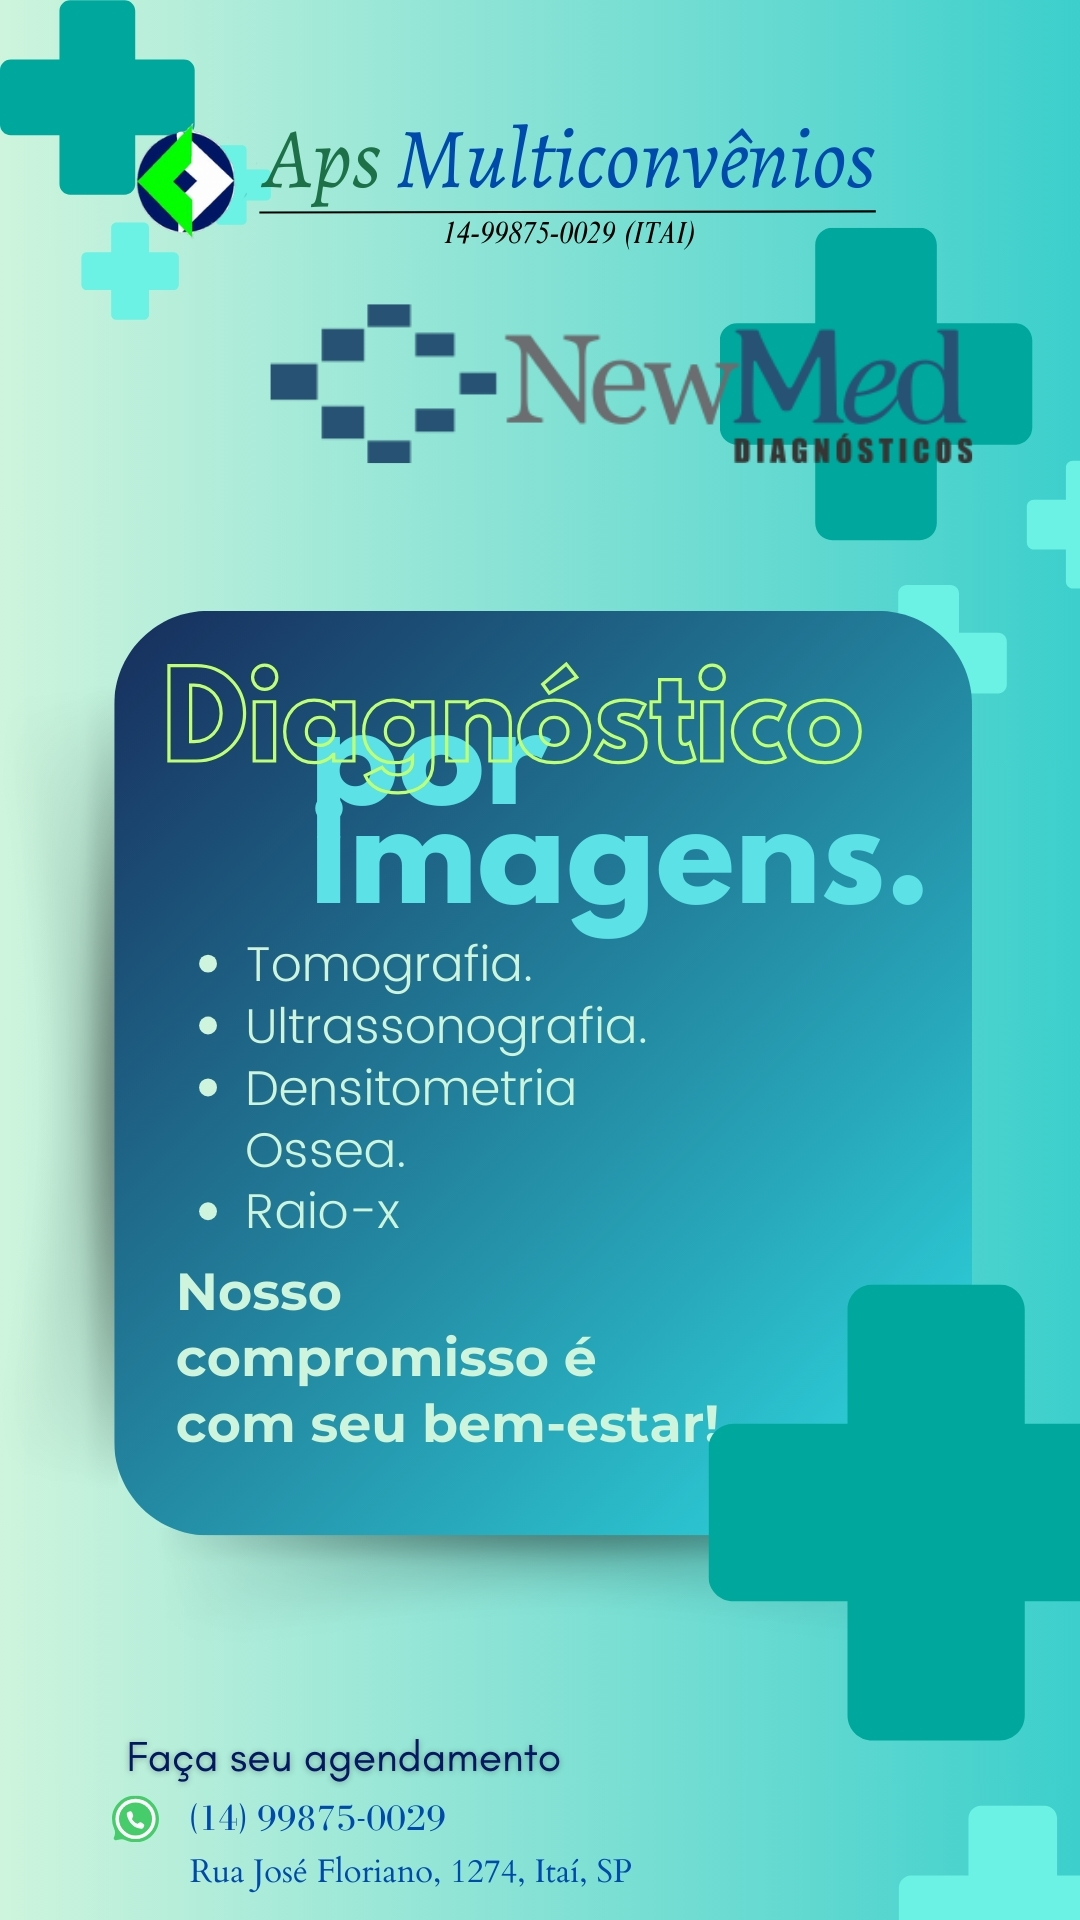 Aps Multiconvênios
14-99875-0029 (ITAI)
NewMed
DIAGNÓSTICOS
Diagnóstico
por
imagens.
• Tomografia.
• Ultrassonografia.
• Densitometria
Ossea.
• Raio-x
Nosso
compromisso é
com seu bem-estar!
Faça seu agendamento
(14) 99875-0029
Rua José Floriano, 1274, Itaí, SP